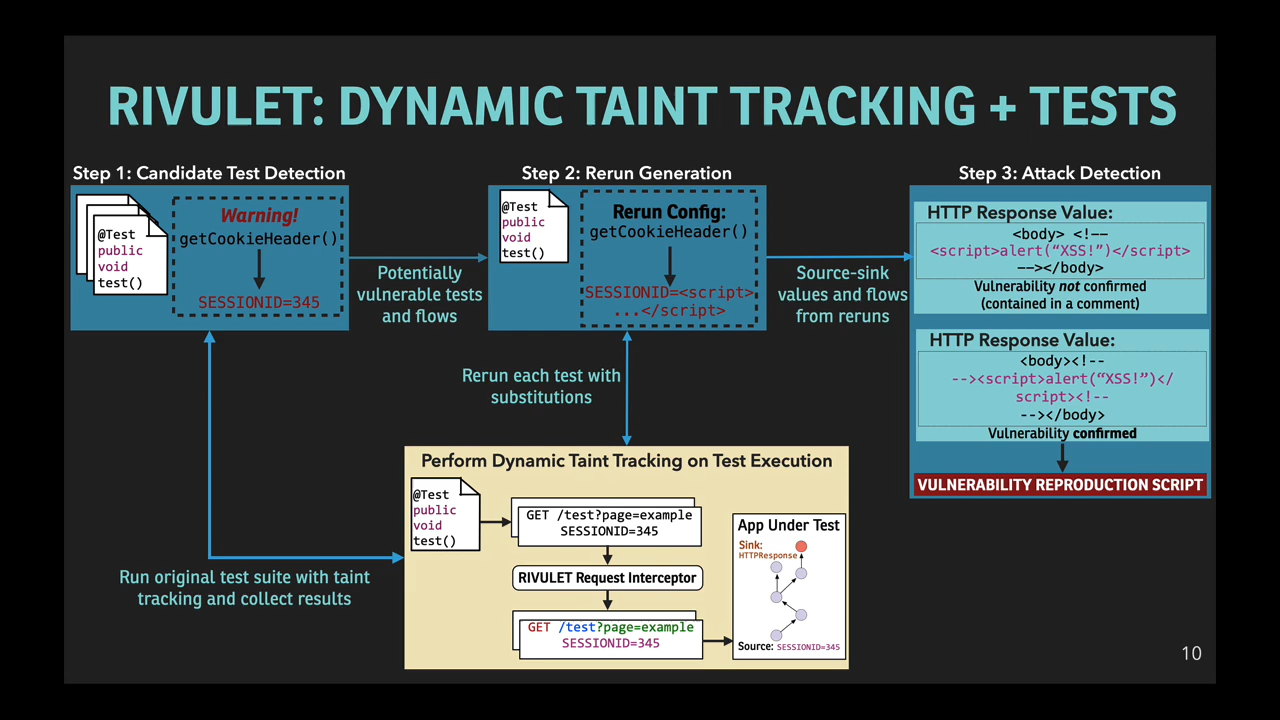 RIVULET: DYNAMIC TAINT TRACKING + TESTS
Step 1: Candidate Test Detection
@Test
public
void
test()
Warning!
getCookieHeader()
SESSIONID=345
Potentially
vulnerable tests
and flows
Step 2: Rerun Generation
@Test
public
void
test()
Rerun Config:
getCookieHeader()
SESSIONID=<script>
...</script>
Source-sink
values and flows
from reruns
Step 3: Attack Detection
HTTP Response Value:
<body> <!--
<script>alert(“XSS!”)</script>
—></body>
Vulnerability not confirmed
(contained in a comment)
HTTP Response Value:
<body><!--
--><script>alert(“XSS!”)</
script><!--
--></body>
Vulnerability confirmed
VULNERABILITY REPRODUCTION SCRIPT
Rerun each test with
substitutions
Run original test suite with taint
tracking and collect results
Perform Dynamic Taint Tracking on Test Execution
@Test
public
void
test()
GET /test?page=example
SESSIONID=345
RIVULET Request Interceptor
GET /test?page=example
SESSIONID=345
App Under Test
Sink:
HTTPResponse
Source: SESSIONID=345
10